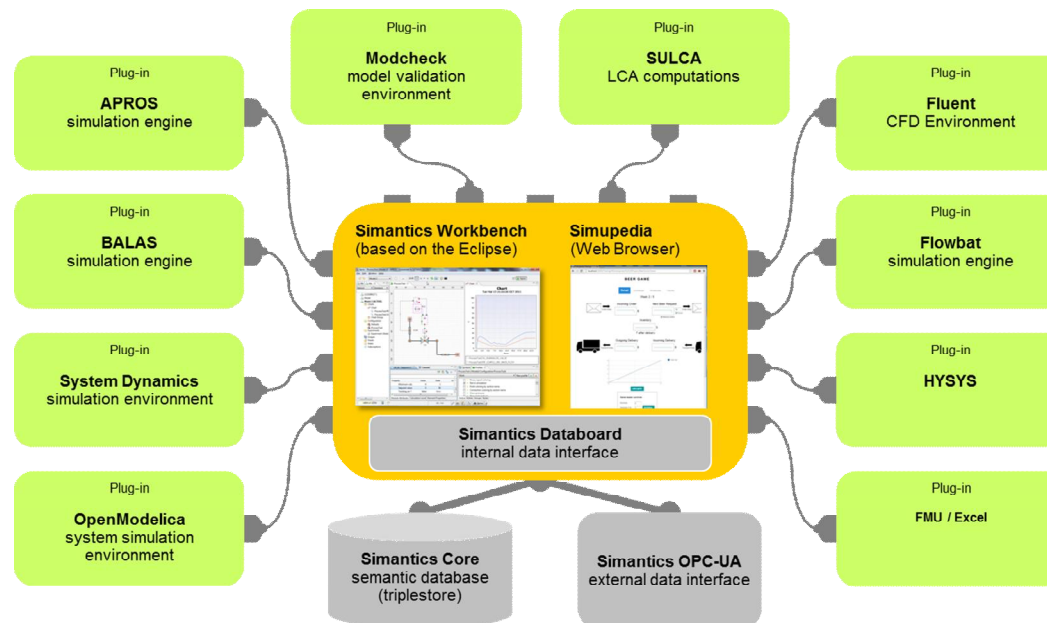 Plug-in
Modcheck
model validation
environment
Plug-in
SULCA
LCA computations
Plug-in
APROS
simulation engine
Plug-in
Fluent
CFD Environment
Plug-in
BALAS
simulation engine
Plug-in
Flowbat
simulation engine
Plug-in
System Dynamics
simulation environment
Plug-in
HYSYS
Plug-in
OpenModelica
system simulation
environment
Plug-in
FMU / Excel
Simantics Workbench
(based on the Eclipse)
Simupedia
(Web Browser)
Chart
BEER GAME
Simantics Databoard
internal data interface
Simantics Core
semantic database
(triplestore)
Simantics OPC-UA
external data interface